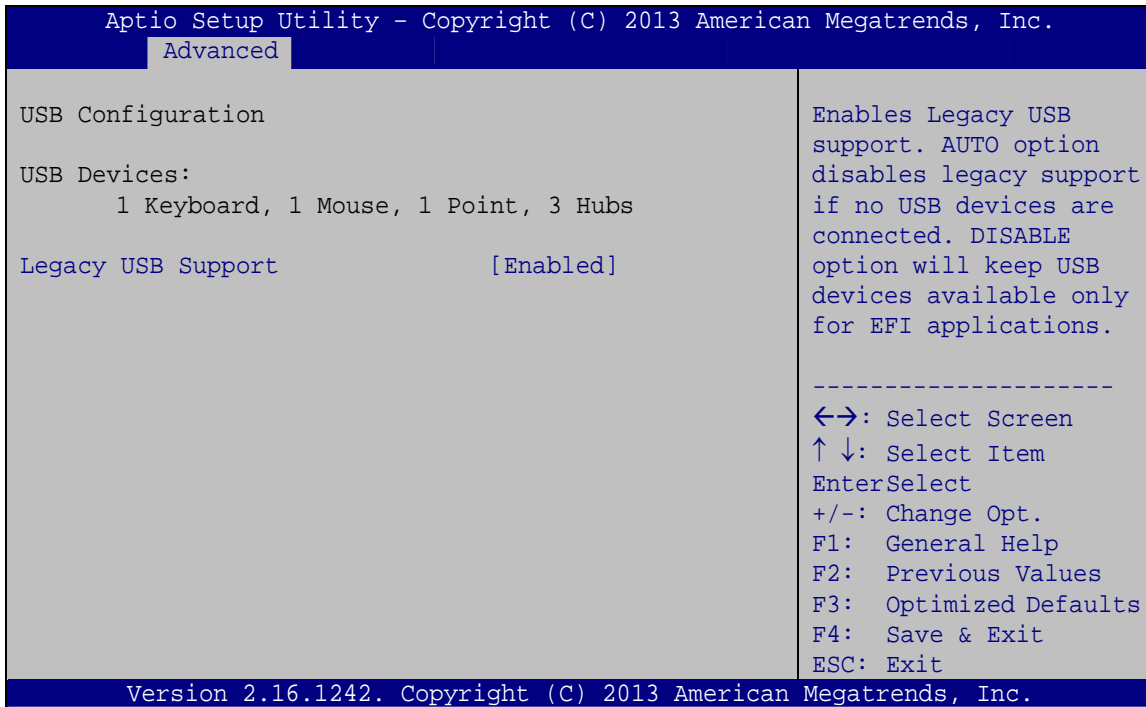 Aptio Setup Utility – Copyright (C) 2013 American Megatrends, Inc.
Advanced
USB Configuration
USB Devices:
1 Keyboard, 1 Mouse, 1 Point, 3 Hubs
Legacy USB Support [Enabled]
Enables Legacy USB
support. AUTO option
disables legacy support
if no USB devices are
connected. DISABLE
option will keep USB
devices available only
for EFI applications.
---------------------
←→: Select Screen
↑ ↓: Select Item
EnterSelect
+/-: Change Opt.
F1: General Help
F2: Previous Values
F3: Optimized Defaults
F4: Save & Exit
ESC: Exit
Version 2.16.1242. Copyright (C) 2013 American Megatrends, Inc.